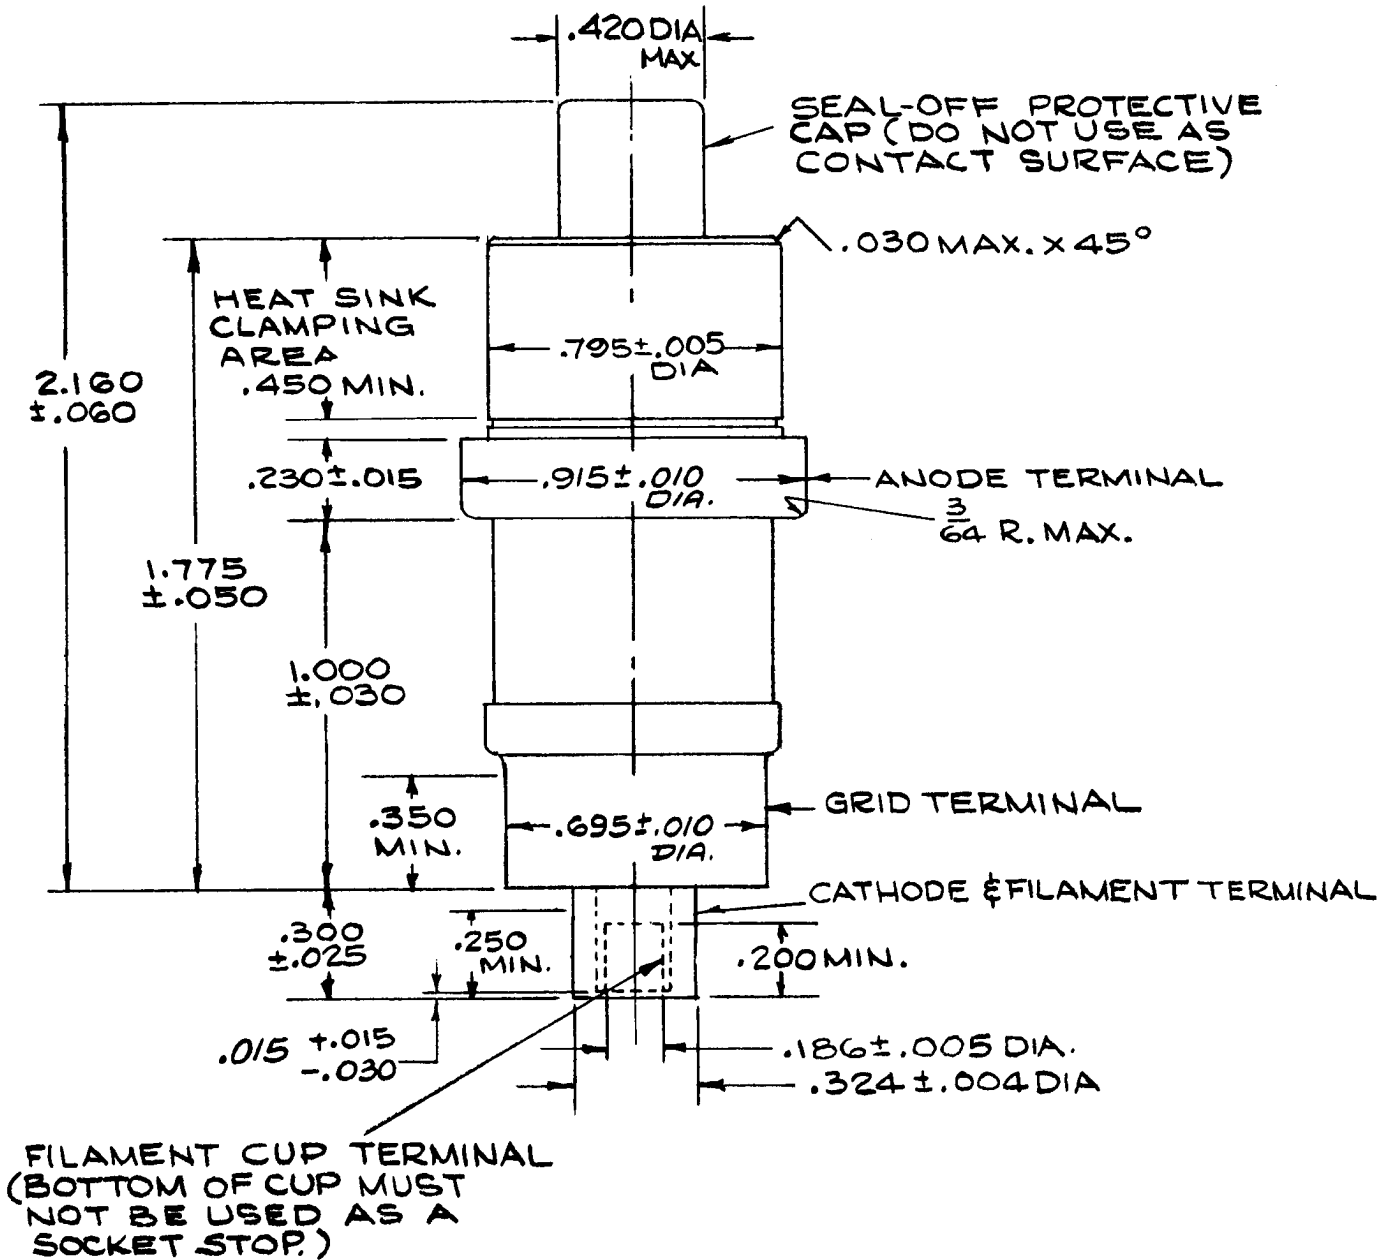 .420 DIA
MAX
SEAL-OFF PROTECTIVE
CAP (DO NOT USE AS
CONTACT SURFACE)
.030 MAX. X 45°
HEAT SINK
CLAMPING
AREA
.450 MIN.
.795±.005
DIA
2.160
±.060
.230±.015
.915±.010
DIA.
ANODE TERMINAL
3/64 R. MAX.
1.775
±.050
1.000
±.030
GRID TERMINAL
.350
MIN.
.695±.010
DIA.
CATHODE & FILAMENT TERMINAL
.300
±.025
.250
MIN.
.200 MIN.
.015 +.015
-.030
.186±.005 DIA.
.324±.004 DIA
FILAMENT CUP TERMINAL
(BOTTOM OF CUP MUST
NOT BE USED AS A
SOCKET STOP.)